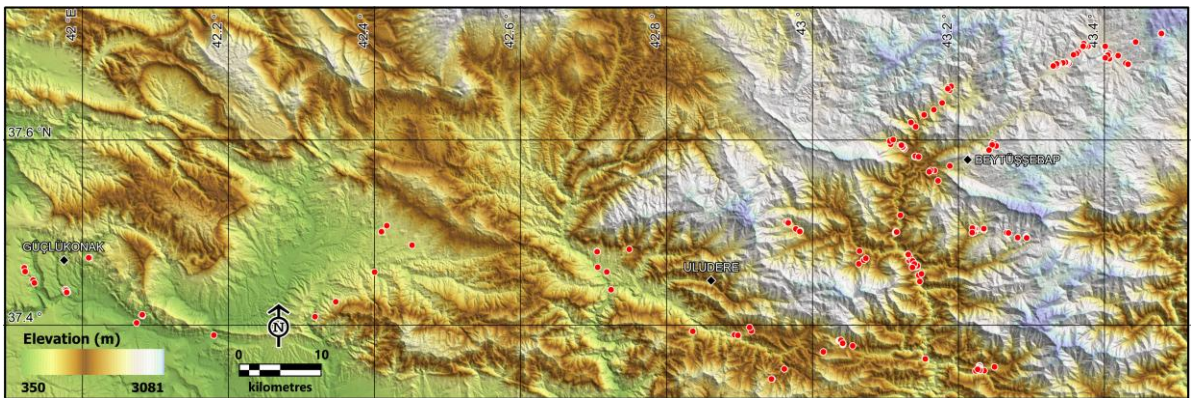 42 °E
42.2 °
42.4 °
42.6 °
42.8 °
43 °
43.2 °
43.4 °
37.6 °N
BEYTÜŞŞEBAP
GÜÇLÜKONAK
ULUDERE
37.4 °
N
Elevation (m)
350 3081
0 10
kilometres